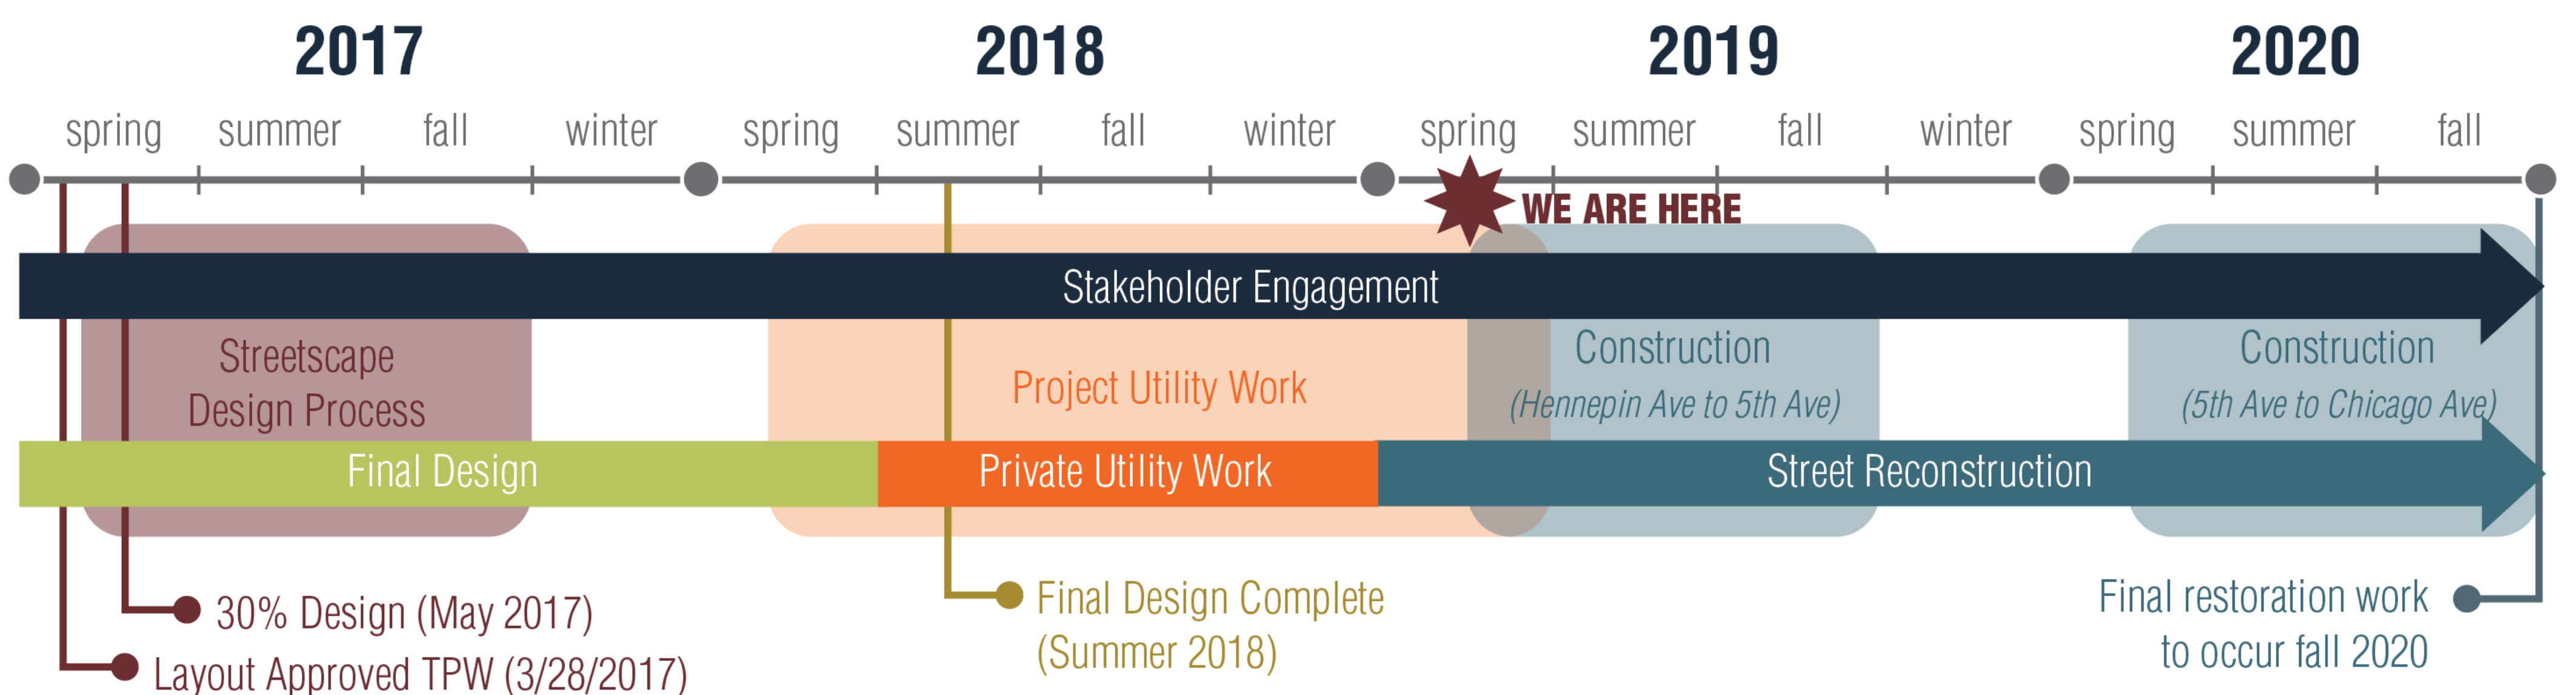 2017 2018 2019 2020
spring summer fall winter spring summer fall winter spring summer fall winter spring summer fall
WE ARE HERE
Stakeholder Engagement
Streetscape
Design Process
Project Utility Work
Construction
(Hennepin Ave to 5th Ave)
Construction
(5th Ave to Chicago Ave)
Final Design
Private Utility Work
Street Reconstruction
30% Design (May 2017)
Layout Approved TPW (3/28/2017)
Final Design Complete
(Summer 2018)
Final restoration work
to occur fall 2020